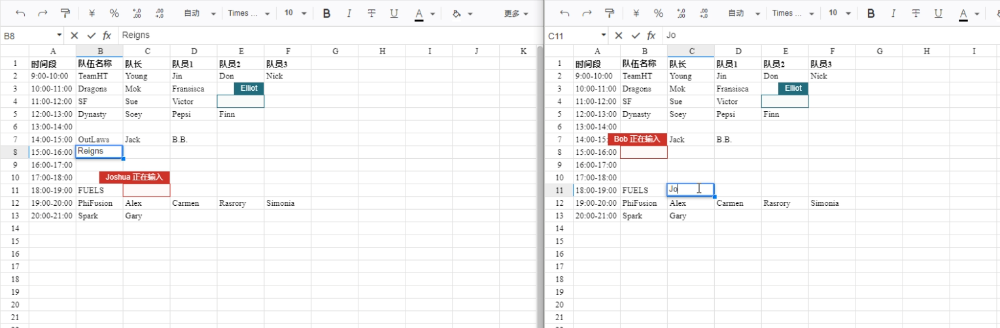 ¥ % .00 .00 自动 Times ... 10 B I T U A 更多
B8 fx Reigns
A B C D E F G H I J K
1 时间段 队伍名称 队长 队员1 队员2 队员3
2 9:00-10:00 TeamHT Young Jin Don Nick
3 10:00-11:00 Dragons Mok Fransisca Elliot
4 11:00-12:00 SF Sue Victor
5 12:00-13:00 Dynasty Soey Pepsi Finn
6 13:00-14:00
7 14:00-15:00 OutLaws Jack B.B.
8 15:00-16:00 Reigns
9 16:00-17:00
10 17:00-18:00 Joshua 正在输入
11 18:00-19:00 FUELS
12 19:00-20:00 PhiFusion Alex Carmen Rasrory Simonia
13 20:00-21:00 Spark Gary
14
15
16
17
18
19
20
21
¥ % .00 .00 自动 Times ... 10 B I T U A
C11 fx Jo
A B C D E F G H I
1 时间段 队伍名称 队长 队员1 队员2 队员3
2 9:00-10:00 TeamHT Young Jin Don Nick
3 10:00-11:00 Dragons Mok Fransisca Elliot
4 11:00-12:00 SF Sue Victor
5 12:00-13:00 Dynasty Soey Pepsi Finn
6 13:00-14:00
7 14:00-15: Bob 正在输入 Jack B.B.
8 15:00-16:00
9 16:00-17:00
10 17:00-18:00
11 18:00-19:00 FUELS Jo
12 19:00-20:00 PhiFusion Alex Carmen Rasrory Simonia
13 20:00-21:00 Spark Gary
14
15
16
17
18
19
20
21